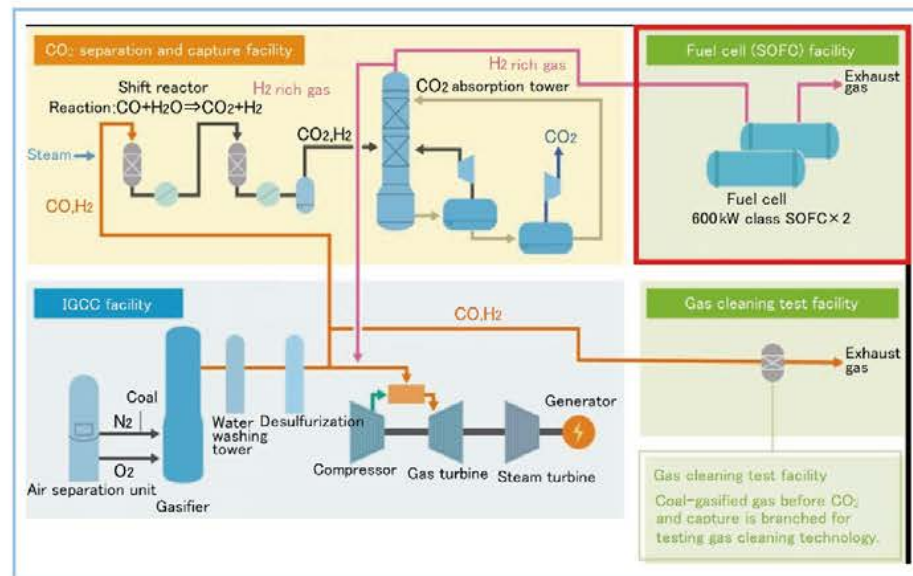 CO₂ separation and capture facility
Shift reactor
Reaction:CO+H₂O⇒CO₂+H₂
H₂ rich gas
Steam
CO,H₂
CO₂,H₂
H₂ rich gas
CO₂ absorption tower
CO₂
Fuel cell (SOFC) facility
Exhaust
gas
Fuel cell
600kW class SOFC×2
IGCC facility
Coal
N₂
O₂
Air separation unit
Gasifier
Water
washing
tower
Desulfurization
CO,H₂
Compressor
Gas turbine
Steam turbine
Generator
Gas cleaning test facility
Exhaust
gas
Gas cleaning test facility
Coal-gasified gas before CO₂
and capture is branched for
testing gas cleaning technology.